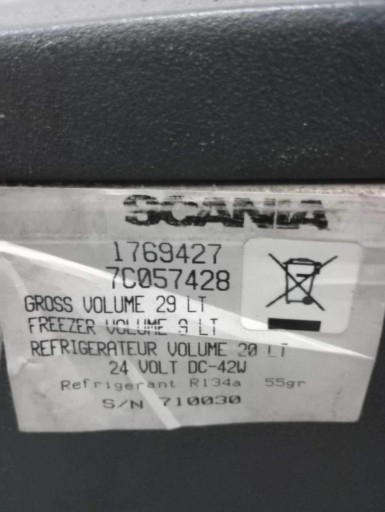 SCANIA
1769427
7C057428
GROSS VOLUME 29 LT
FREEZER VOLUME 9 LT
REFRIGERATEUR VOLUME 20 LT
24 VOLT DC-42W
Refrigerant R134a 55gr
S/N 710030